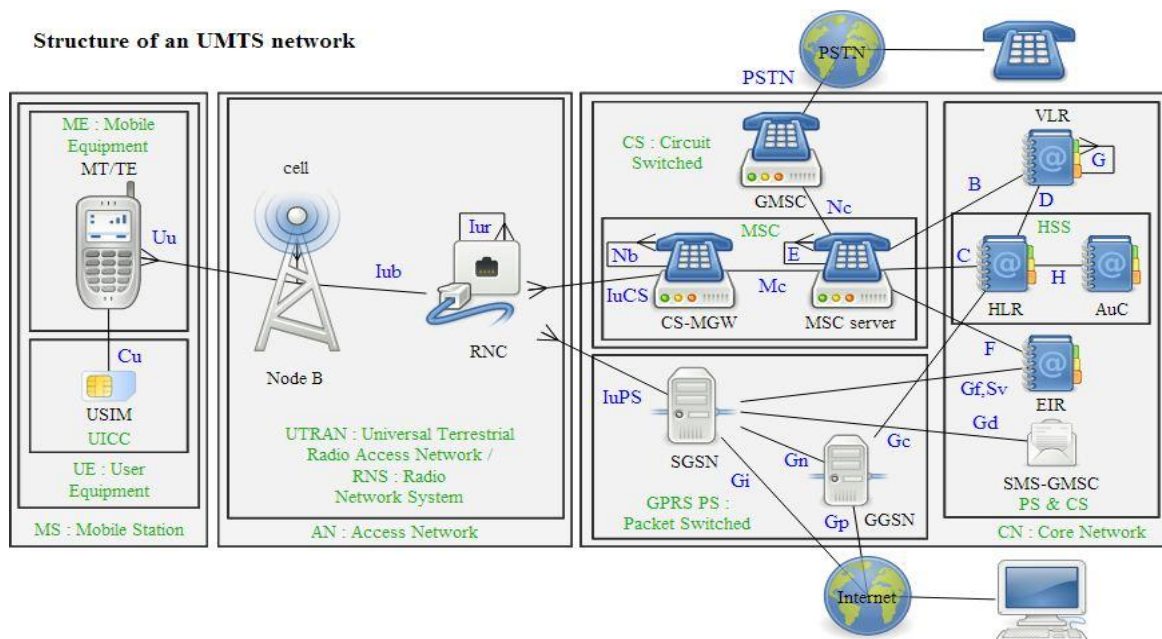 Structure of an UMTS network
PSTN
PSTN
ME : Mobile
Equipment
MT/TE
Uu
Cu
USIM
UICC
UE : User
Equipment
MS : Mobile Station
cell
Iur
Iub
Node B
RNC
UTRAN : Universal Terrestrial
Radio Access Network /
RNS : Radio
Network System
AN : Access Network
CS : Circuit
Switched
GMSC
Nc
MSC
Nb
E
IuCS
Mc
CS-MGW
MSC server
VLR
G
B
D
HSS
C
H
HLR
AuC
F
EIR
IuPS
Gf,Sv
Gd
Gc
Gn
Gi
SGSN
SMS-GMSC
PS & CS
GPRS PS :
Packet Switched
Gp
GGSN
CN : Core Network
Internet